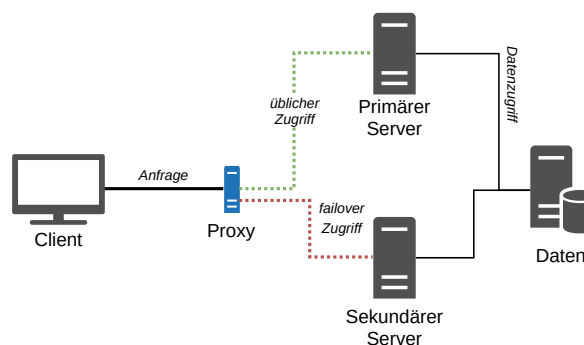 Client
Anfrage
Proxy
üblicher
Zugriff
failover
Zugriff
Primärer
Server
Sekundärer
Server
Datenzugriff
Daten